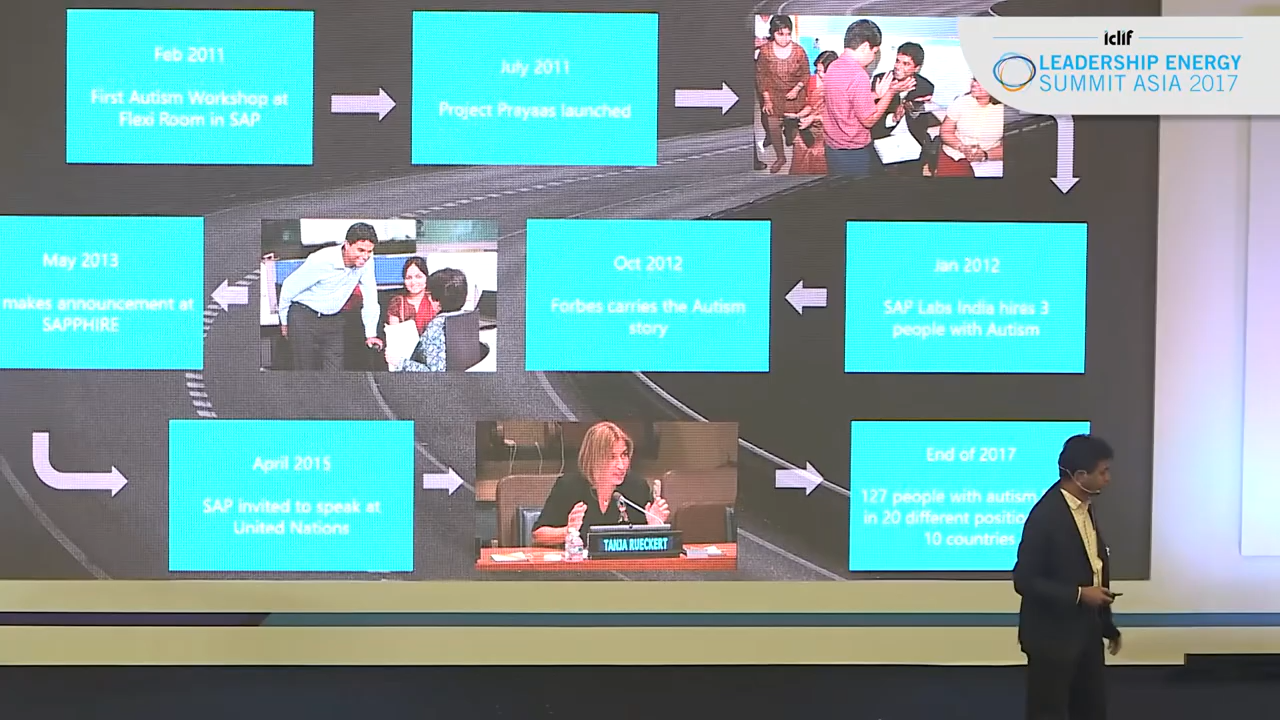 iclif
LEADERSHIP ENERGY
SUMMIT ASIA 2017
Feb 2011
First Autism Workshop at
Flexi Room in SAP
July 2011
Project Prayaas launched
Jan 2012
SAP Labs India hires 3
people with Autism
Oct 2012
Forbes carries the Autism
story
May 2013
makes announcement at
SAPPHIRE
April 2015
SAP invited to speak at
United Nations
TANJA RUECKERT
End of 2017
127 people with autism
in 20 different
10 countries